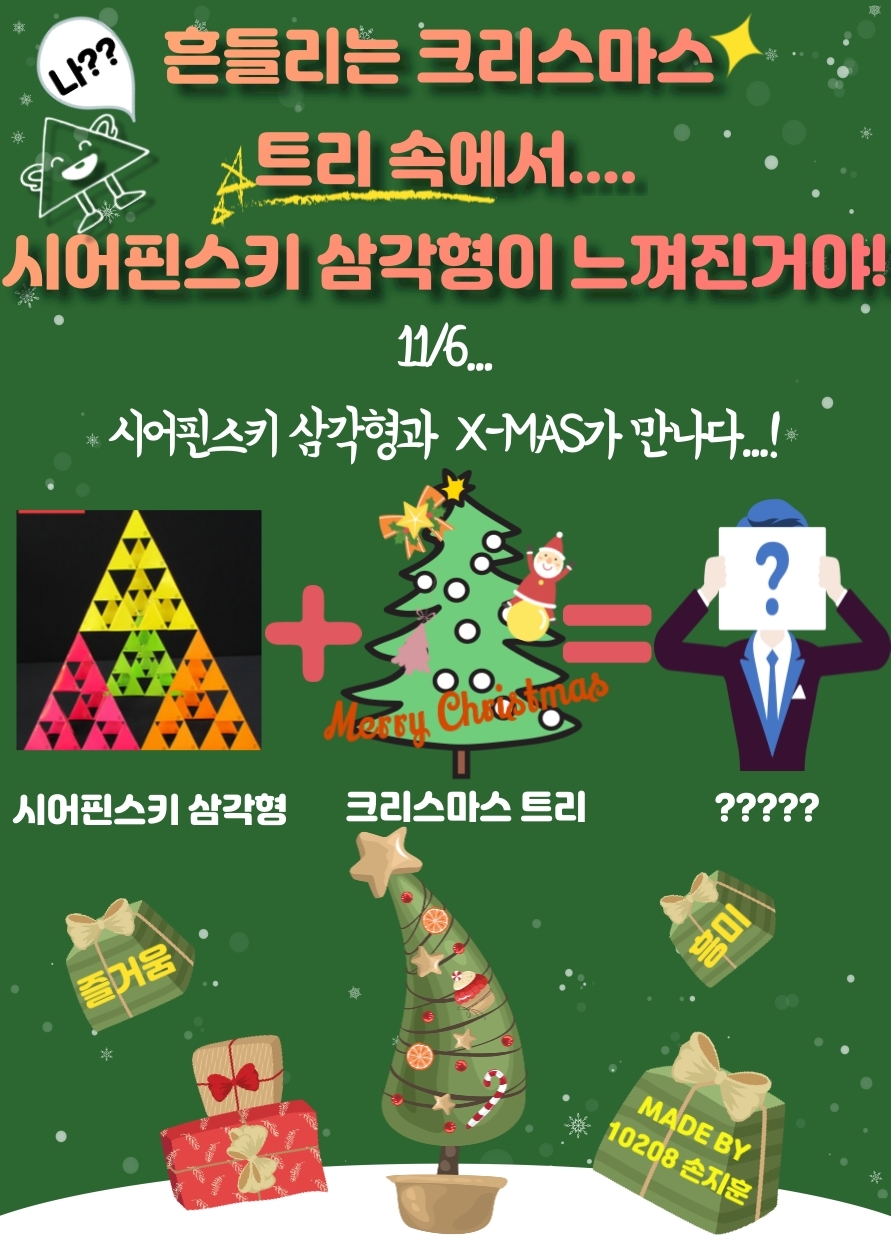 나??
흔들리는 크리스마스
트리 속에서....
시어핀스키 삼각형이 느껴진거야!
11/6...
시어핀스키 삼각형과 X-MAS가 만나다...!
?
Merry Christmas
시어핀스키 삼각형
크리스마스 트리
?????
즐거움
흥미
MADE BY
10208 손지훈